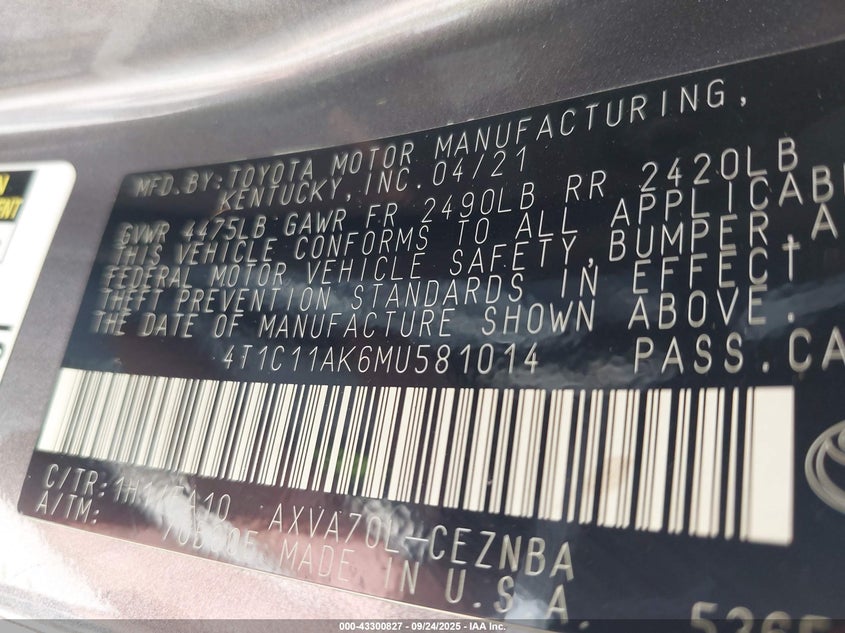 MFD.BY:TOYOTA MOTOR MANUFACTURING,
KENTUCKY,INC. 04/21
GVWR 4475LB GAWR FR 2490LB RR 2420LB
THIS VEHICLE CONFORMS TO ALL APPLICABL
FEDERAL MOTOR VEHICLE SAFETY,BUMPER,A
THEFT PREVENTION STANDARDS IN EFFECT
THE DATE OF MANUFACTURE SHOWN ABOVE.
4T1C11AK6MU581014 PASS.CA
C/TR: AXVA70L-CEZNBA
A/TM: MADE IN U.S.A.
000-43300827 - 09/24/2025 - IAA Inc.